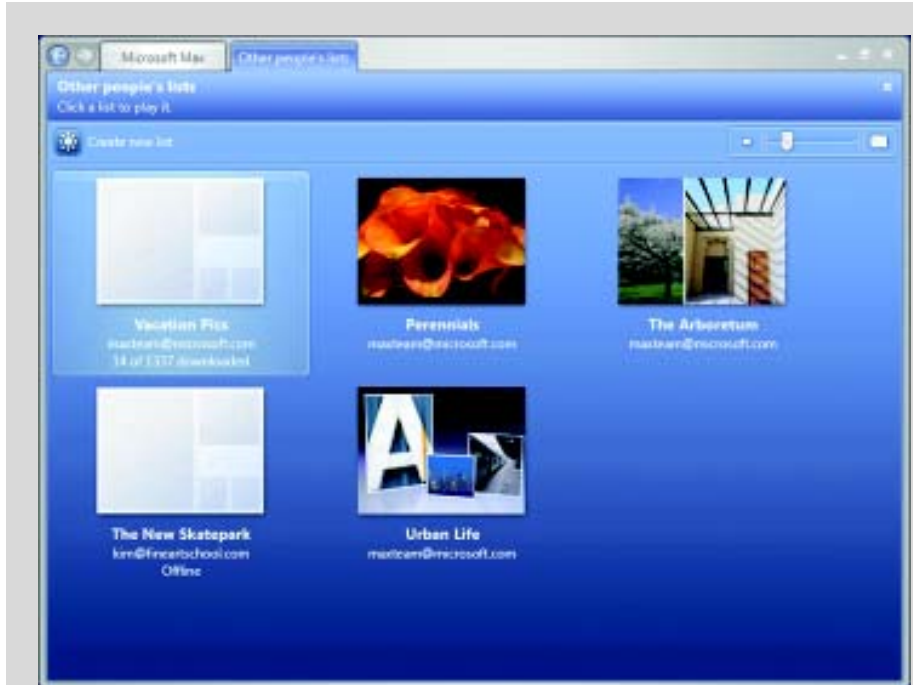 Microsoft Max
Other people's lists
Other people's lists
Click a list to play it.
Create new list
Vacation Pics
maxteam@microsoft.com
14 of 1337 downloaded
Perennials
maxteam@microsoft.com
The Arboretum
maxteam@microsoft.com
The New Skatepark
kim@fineartschool.com
Offline
A
Urban Life
maxteam@microsoft.com